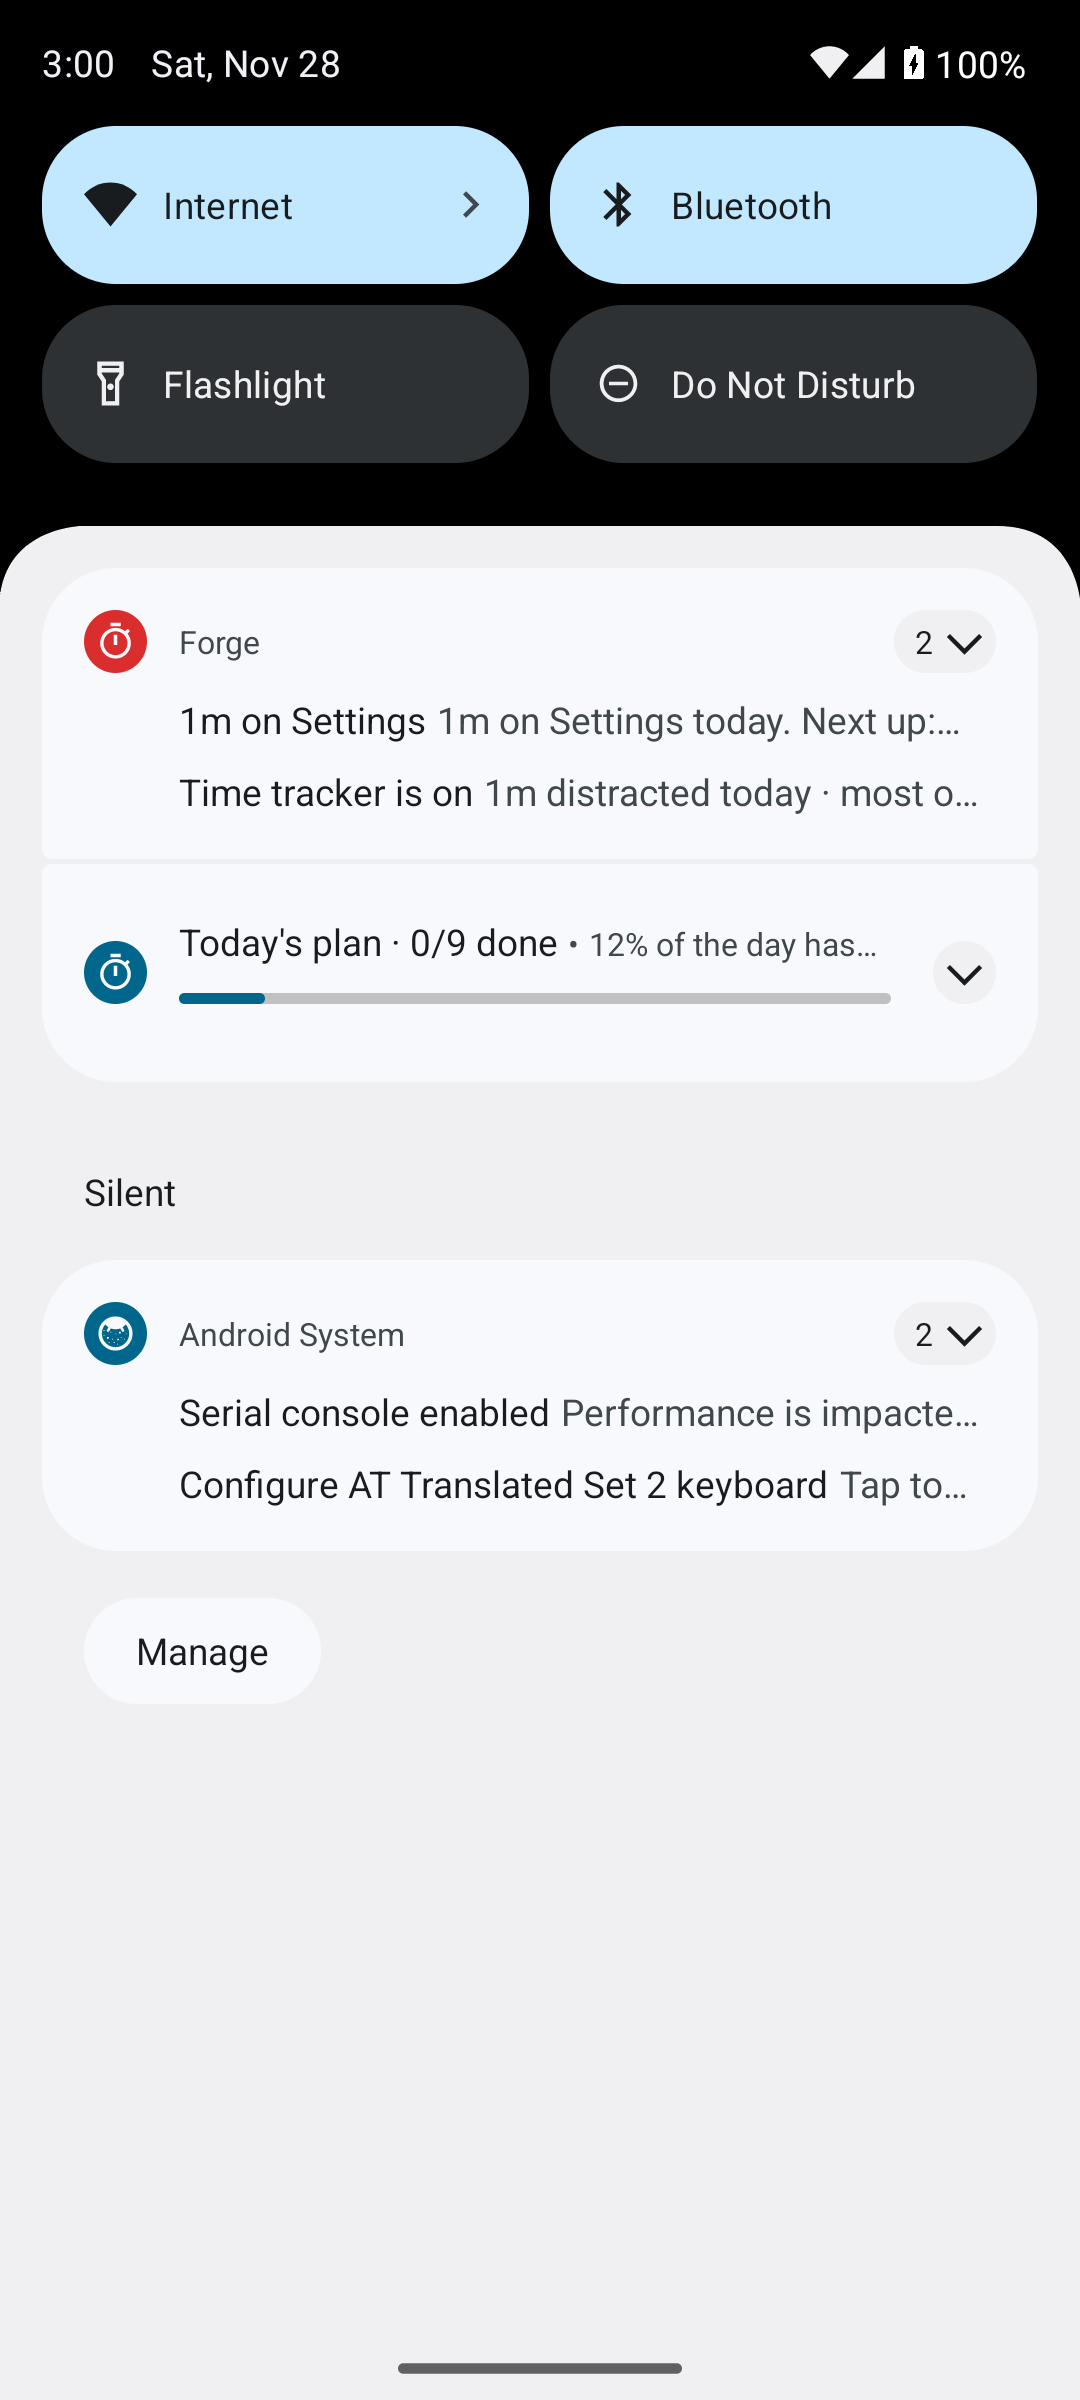 3:00 Sat, Nov 28 100%
Internet
Bluetooth
Flashlight
Do Not Disturb
Forge 2
1m on Settings 1m on Settings today. Next up:…
Time tracker is on 1m distracted today · most o…
Today's plan · 0/9 done • 12% of the day has…
Silent
Android System 2
Serial console enabled Performance is impacte…
Configure AT Translated Set 2 keyboard Tap to…
Manage